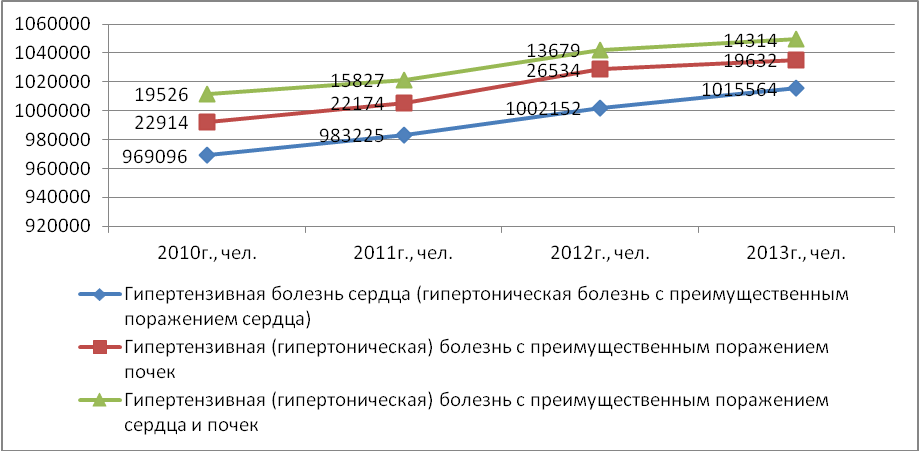 1060000
1040000
1020000
1000000
980000
960000
940000
920000
19526
22914
969096
15827
22174
983225
13679
26534
1002152
14314
19632
1015564
2010г., чел.
2011г., чел.
2012г., чел.
2013г., чел.
Гипертензивная болезнь сердца (гипертоническая болезнь с преимущественным
поражением сердца)
Гипертензивная (гипертоническая) болезнь с преимущественным поражением
почек
Гипертензивная (гипертоническая) болезнь с преимущественным поражением
сердца и почек